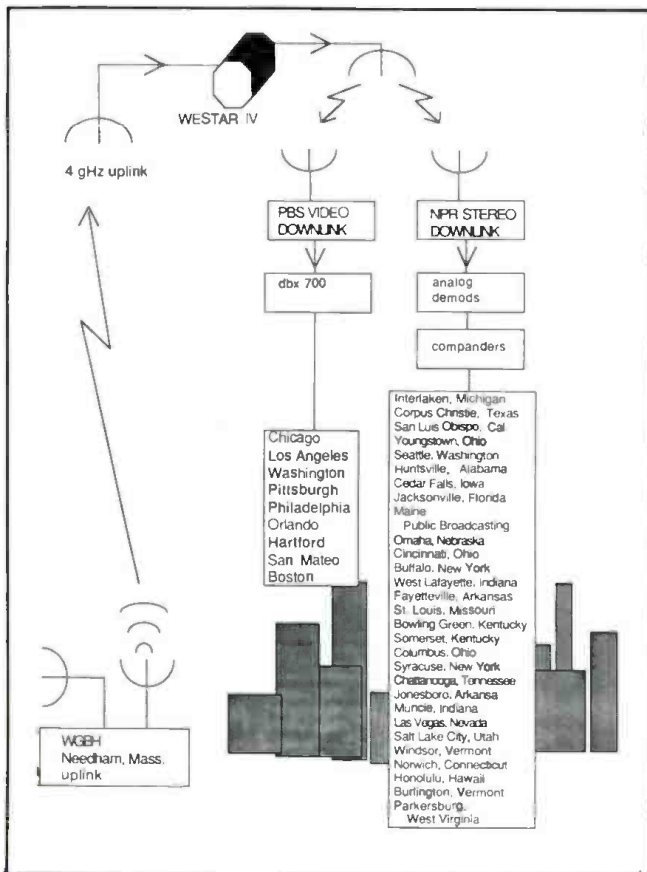 WESTAR IV
4 gHz uplink
PBS VIDEO
DOWNLINK
NPR STEREO
DOWNLINK
dbx 700
analog
demods
companders
Chicago
Los Angeles
Washington
Pittsburgh
Philadelphia
Orlando
Hartford
San Mateo
Boston
Interlaken, Michigan
Corpus Christie, Texas
San Luis Obispo, Cal
Youngstown, Ohio
Seattle, Washington
Huntsville, Alabama
Cedar Falls, Iowa
Jacksonville, Florida
Maine
Public Broadcasting
Omaha, Nebraska
Cincinnati, Ohio
Buffalo, New York
West Lafayette, Indiana
Fayetteville, Arkansas
St. Louis, Missouri
Bowling Green, Kentucky
Somerset, Kentucky
Columbus, Ohio
Syracuse, New York
Chattanooga, Tennessee
Jonesboro, Arkansa
Muncie, Indiana
Las Vegas, Nevada
Salt Lake City, Utah
Windsor, Vermont
Norwich, Connecticut
Honolulu, Hawaii
Burlington, Vermont
Parkersburg,
West Virginia
WGBH
Needham, Mass.
uplink